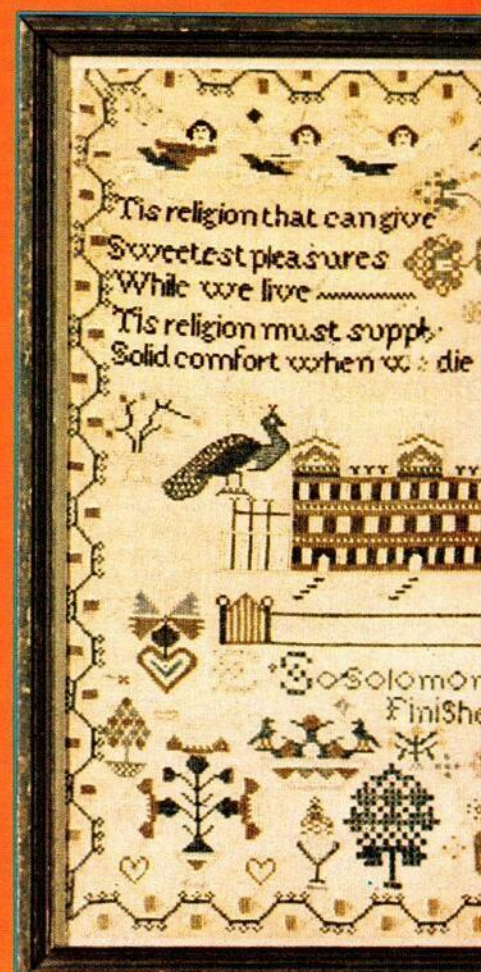 Tis religion that can give
Sweetest pleasures
While we live
Tis religion must supply
Solid comfort when we die
So Solomon
Finishe